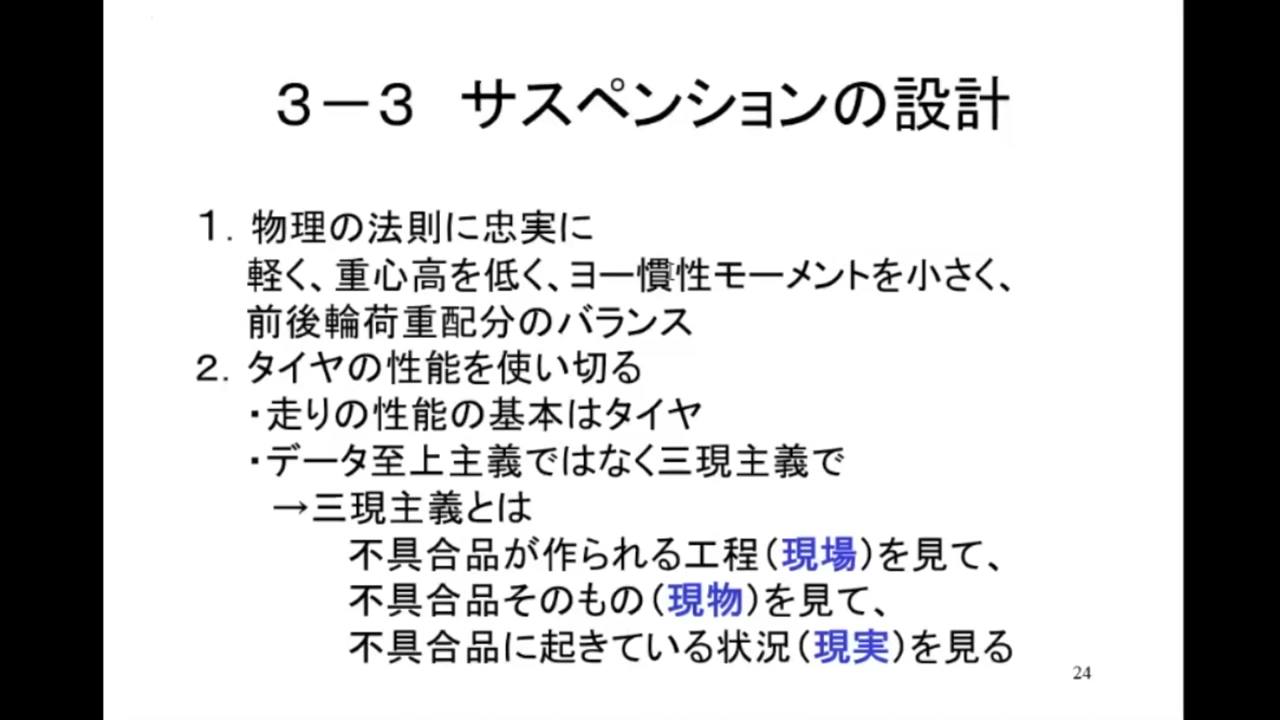 ３－３　サスペンションの設計
１．物理の法則に忠実に
軽く、重心高を低く、ヨー慣性モーメントを小さく、
前後輪荷重配分のバランス
２．タイヤの性能を使い切る
・走りの性能の基本はタイヤ
・データ至上主義ではなく三現主義で
→三現主義とは
不具合品が作られる工程（現場）を見て、
不具合品そのもの（現物）を見て、
不具合品に起きている状況（現実）を見る
24